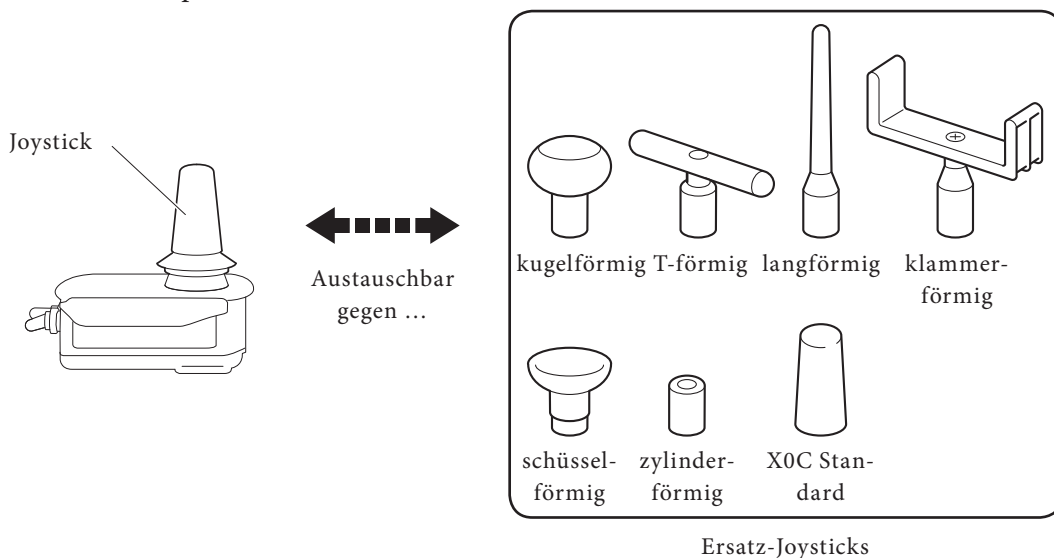 Joystick
Austauschbar
gegen …
kugelförmig T-förmig langförmig klammer-
förmig
schüssel-
förmig
zylinder-
förmig
X0C Stan-
dard
Ersatz-Joysticks